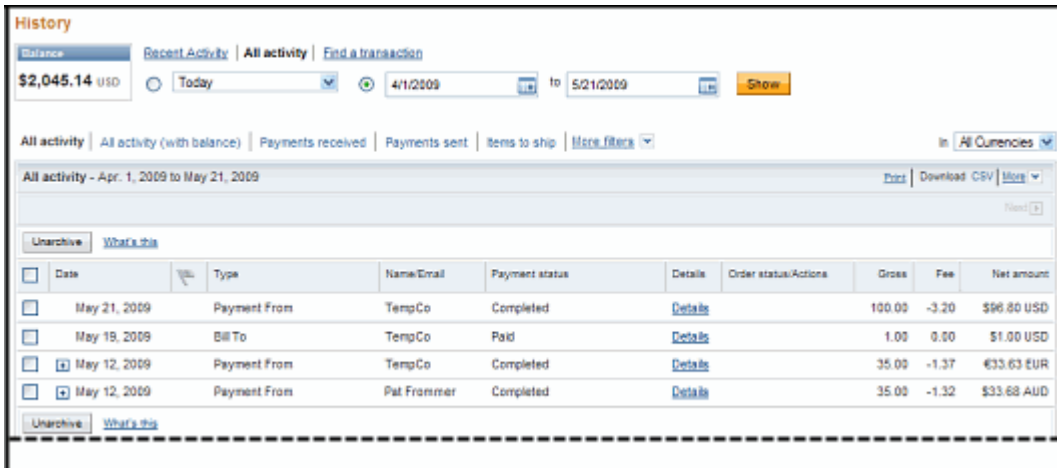 History
Balance
Recent Activity | All activity | Find a transaction
$2,045.14 USD
Today 4/1/2009 to 5/21/2009 Show
All activity | All activity (with balance) | Payments received | Payments sent | Items to ship | More filters In All Currencies
All activity - Apr. 1, 2009 to May 21, 2009 Print | Download CSV | More
Next
Unarchive What's this
Date Type Name/Email Payment status Details Order status/Actions Gross Fee Net amount
May 21, 2009 Payment From TempCo Completed Details 100.00 -3.20 $96.80 USD
May 19, 2009 Bill To TempCo Paid Details 1.00 0.00 $1.00 USD
May 12, 2009 Payment From TempCo Completed Details 35.00 -1.37 €33.63 EUR
May 12, 2009 Payment From Pat Frommer Completed Details 35.00 -1.32 $33.68 AUD
Unarchive What's this